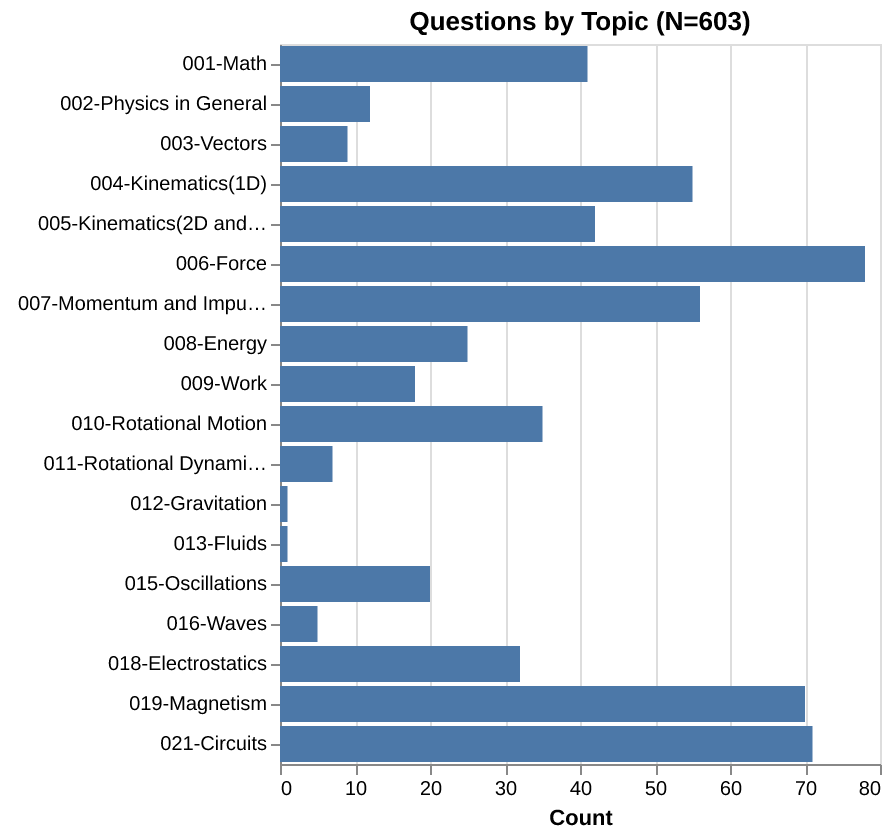 Questions by Topic (N=603)
001-Math
002-Physics in General
003-Vectors
004-Kinematics(1D)
005-Kinematics(2D and…
006-Force
007-Momentum and Impu…
008-Energy
009-Work
010-Rotational Motion
011-Rotational Dynami…
012-Gravitation
013-Fluids
015-Oscillations
016-Waves
018-Electrostatics
019-Magnetism
021-Circuits
0 10 20 30 40 50 60 70 80
Count